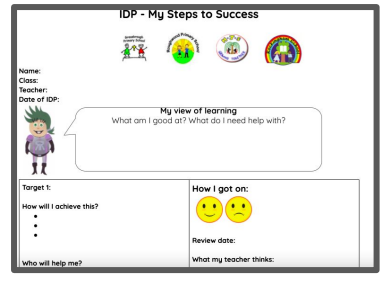 IDP - My Steps to Success
Name:
Class:
Teacher:
Date of IDP:
My view of learning
What am I good at? What do I need help with?
Target 1:
How will I achieve this?
Who will help me?
How I got on:
Review date:
What my teacher thinks: